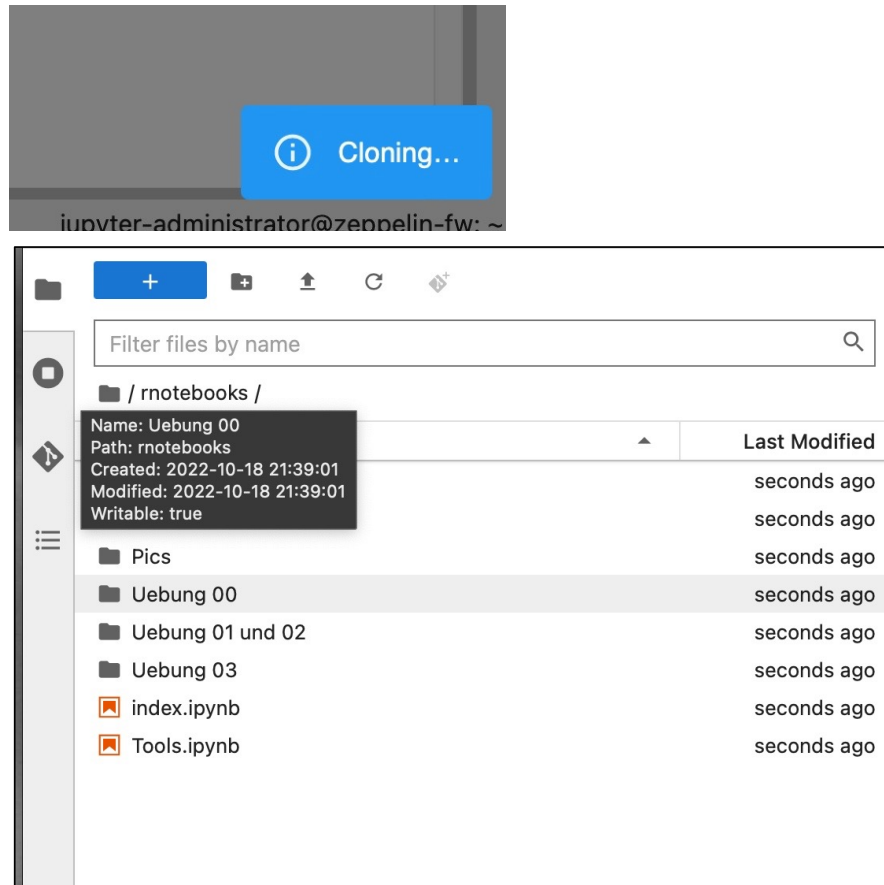 Cloning...
jupyter-administrator@zeppelin-fw: ~
+
Filter files by name
/ rnotebooks /
Name: Uebung 00
Path: rnotebooks
Created: 2022-10-18 21:39:01
Modified: 2022-10-18 21:39:01
Writable: true
Last Modified
seconds ago
seconds ago
Pics seconds ago
Uebung 00 seconds ago
Uebung 01 und 02 seconds ago
Uebung 03 seconds ago
index.ipynb seconds ago
Tools.ipynb seconds ago